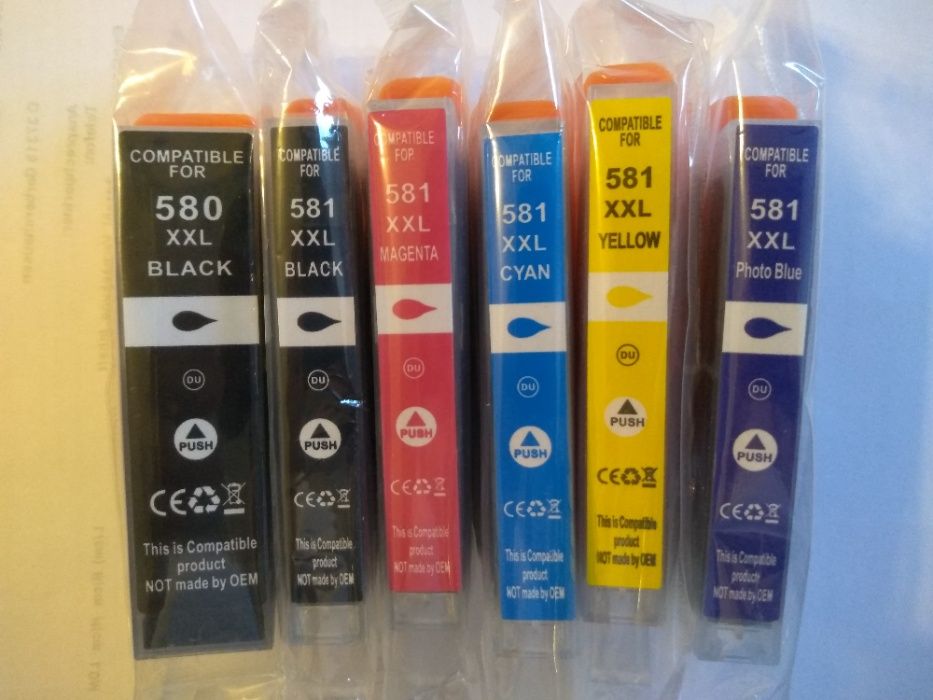 COMPATIBLE
FOR
580
XXL
BLACK
DU
PUSH
CE
This is Compatible
product
NOT made by OEM
COMPATIBLE
FOR
581
XXL
BLACK
DU
PUSH
CE
This is Compatible
product
NOT made by OEM
COMPATIBLE
FOR
581
XXL
MAGENTA
DU
PUSH
CE
This is Compatible
product
NOT made by OEM
COMPATIBLE
FOR
581
XXL
CYAN
DU
PUSH
CE
This is Compatible
product
NOT made by OEM
COMPATIBLE
FOR
581
XXL
YELLOW
DU
PUSH
CE
This is Compatible
product
NOT made by OEM
COMPATIBLE
FOR
581
XXL
Photo Blue
DU
PUSH
CE
This is Compatible
product
NOT made by OEM